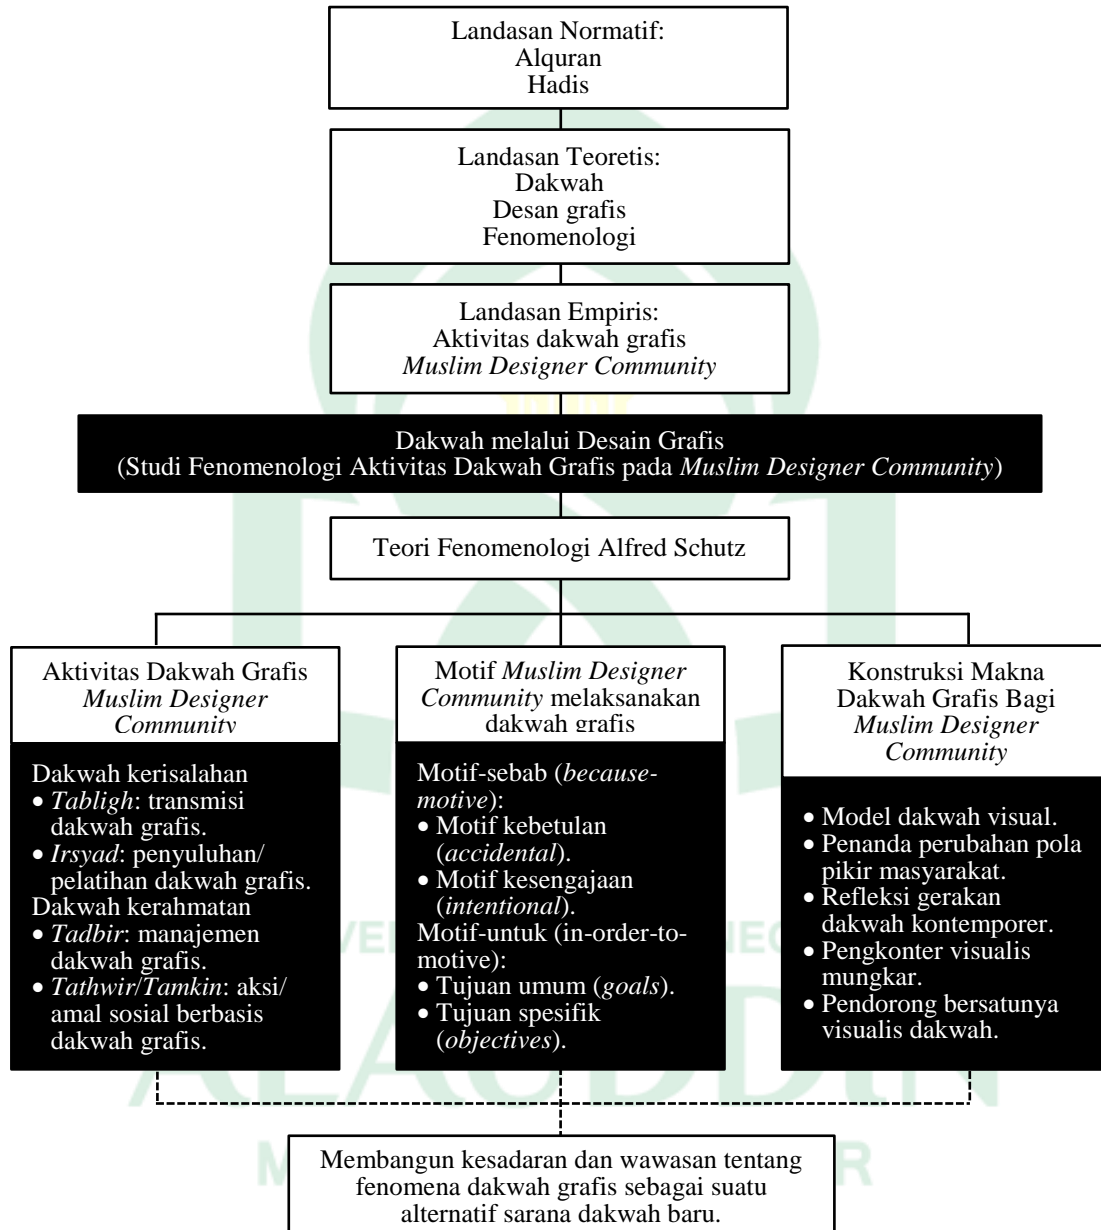 Landasan Normatif:
Alquran
Hadis
Landasan Teoretis:
Dakwah
Desan grafis
Fenomenologi
Landasan Empiris:
Aktivitas dakwah grafis
Muslim Designer Community
Dakwah melalui Desain Grafis
(Studi Fenomenologi Aktivitas Dakwah Grafis pada Muslim Designer Community)
Teori Fenomenologi Alfred Schutz
Aktivitas Dakwah Grafis
Muslim Designer
Community
Dakwah kerisalahan
• Tabligh: transmisi
dakwah grafis.
• Irsyad: penyuluhan/
pelatihan dakwah grafis.
Dakwah kerahmatan
• Tadbir: manajemen
dakwah grafis.
• Tathwir/Tamkin: aksi/
amal sosial berbasis
dakwah grafis.
Motif Muslim Designer
Community melaksanakan
dakwah grafis
Motif-sebab (because-
motive):
• Motif kebetulan
(accidental).
• Motif kesengajaan
(intentional).
Motif-untuk (in-order-to-
motive):
• Tujuan umum (goals).
• Tujuan spesifik
(objectives).
Konstruksi Makna
Dakwah Grafis Bagi
Muslim Designer
Community
• Model dakwah visual.
• Penanda perubahan pola
pikir masyarakat.
• Refleksi gerakan
dakwah kontemporer.
• Pengkonter visualis
mungkar.
• Pendorong bersatunya
visualis dakwah.
ALAUDDIN
Membangun kesadaran dan wawasan tentang
fenomena dakwah grafis sebagai suatu
alternatif sarana dakwah baru.